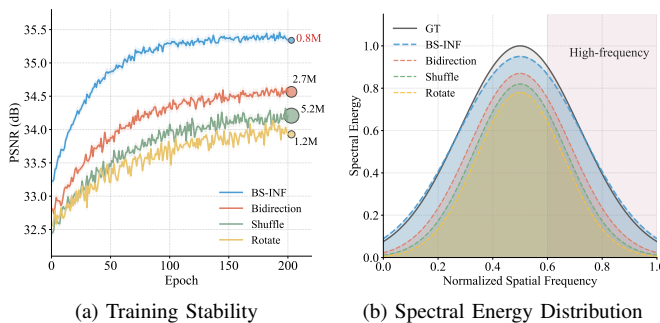 35.5
35.0
34.5
34.0
33.5
33.0
32.5
PSNR (dB)
0.8M
2.7M
5.2M
1.2M
BS-INF
Bidirection
Shuffle
Rotate
0
50
100
150
200
Epoch
(a) Training Stability
1.0
0.8
0.6
0.4
0.2
0.0
Spectral Energy
GT
BS-INF
Bidirection
Shuffle
Rotate
High-frequency
0.0
0.2
0.4
0.6
0.8
1.0
Normalized Spatial Frequency
(b) Spectral Energy Distribution